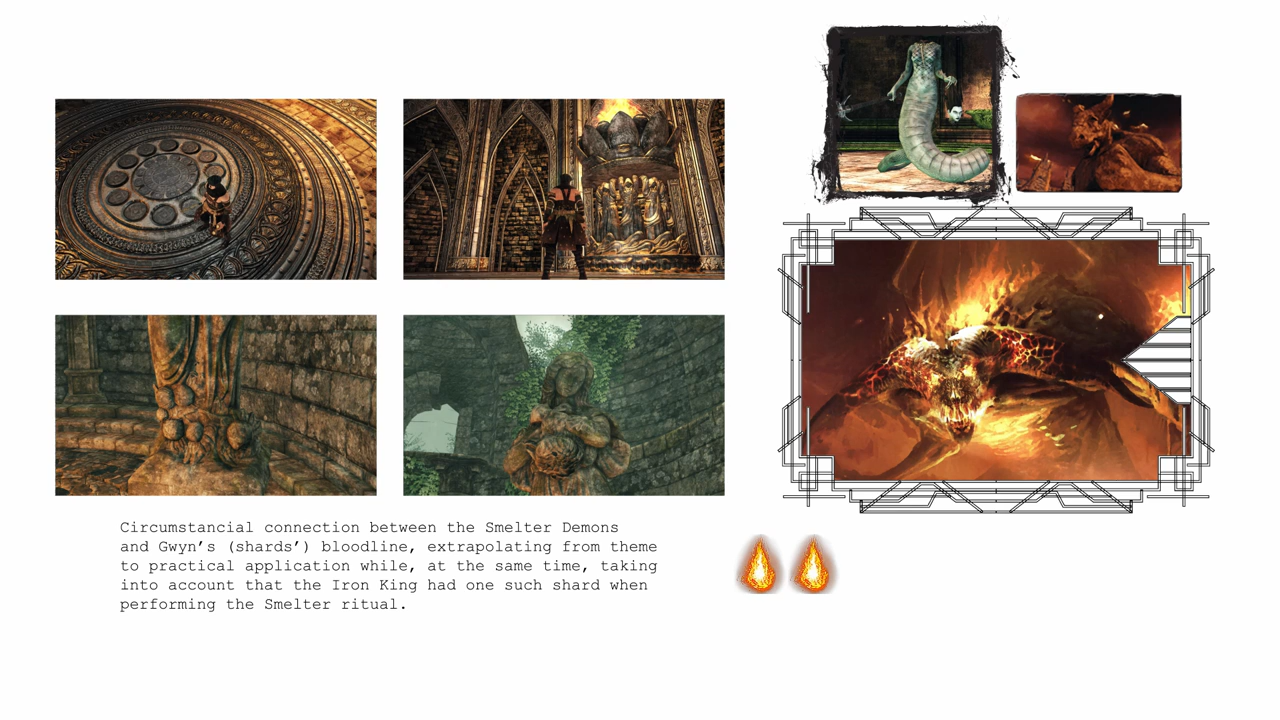 Circumstancial connection between the Smelter Demons
and Gwyn’s (shards’) bloodline, extrapolating from theme
to practical application while, at the same time, taking
into account that the Iron King had one such shard when
performing the Smelter ritual.